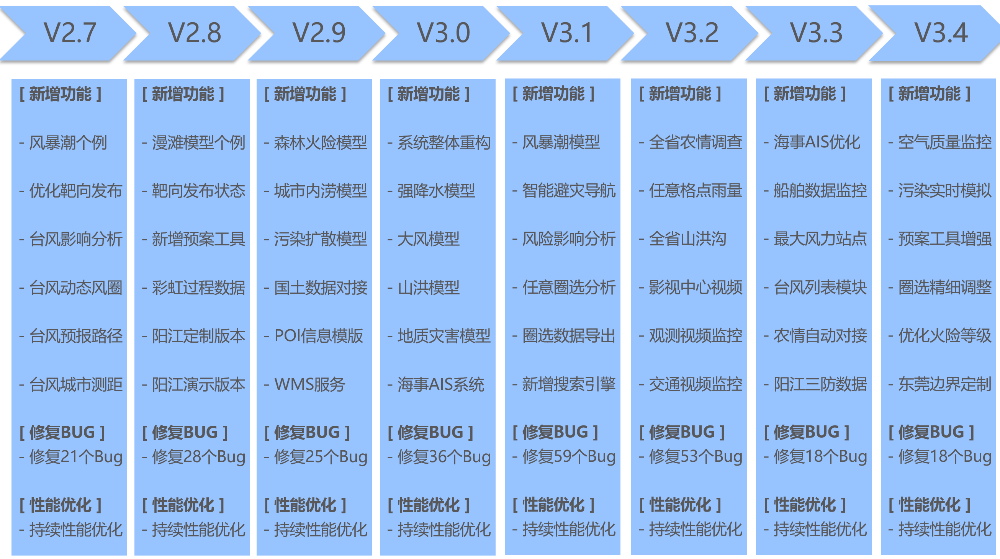 V2.7
V2.8
V2.9
V3.0
V3.1
V3.2
V3.3
V3.4
[ 新增功能 ]
- 风暴潮个例
- 优化靶向发布
- 台风影响分析
- 台风动态风圈
- 台风预报路径
- 台风城市测距
[ 修复BUG ]
- 修复21个Bug
[ 性能优化 ]
- 持续性能优化
[ 新增功能 ]
- 漫滩模型个例
- 靶向发布状态
- 新增预案工具
- 彩虹过程数据
- 阳江定制版本
- 阳江演示版本
[ 修复BUG ]
- 修复28个Bug
[ 性能优化 ]
- 持续性能优化
[ 新增功能 ]
- 森林火险模型
- 城市内涝模型
- 污染扩散模型
- 国土数据对接
- POI信息模版
- WMS服务
[ 修复BUG ]
- 修复25个Bug
[ 性能优化 ]
- 持续性能优化
[ 新增功能 ]
- 系统整体重构
- 强降水模型
- 大风模型
- 山洪模型
- 地质灾害模型
- 海事AIS系统
[ 修复BUG ]
- 修复36个Bug
[ 性能优化 ]
- 持续性能优化
[ 新增功能 ]
- 风暴潮模型
- 智能避灾导航
- 风险影响分析
- 任意圈选分析
- 圈选数据导出
- 新增搜索引擎
[ 修复BUG ]
- 修复59个Bug
[ 性能优化 ]
- 持续性能优化
[ 新增功能 ]
- 全省农情调查
- 任意格点雨量
- 全省山洪沟
- 影视中心视频
- 观测视频监控
- 交通视频监控
[ 修复BUG ]
- 修复53个Bug
[ 性能优化 ]
- 持续性能优化
[ 新增功能 ]
- 海事AIS优化
- 船舶数据监控
- 最大风力站点
- 台风列表模块
- 农情自动对接
- 阳江三防数据
[ 修复BUG ]
- 修复18个Bug
[ 性能优化 ]
- 持续性能优化
[ 新增功能 ]
- 空气质量监控
- 污染实时模拟
- 预案工具增强
- 圈选精细调整
- 优化火险等级
- 东莞边界定制
[ 修复BUG ]
- 修复18个Bug
[ 性能优化 ]
- 持续性能优化